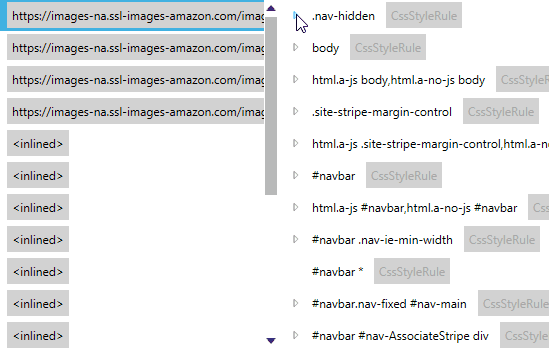 https://images-na.ssl-images-amazon.com/imag
https://images-na.ssl-images-amazon.com/imag
https://images-na.ssl-images-amazon.com/imag
https://images-na.ssl-images-amazon.com/imag
<inlined>
<inlined>
<inlined>
<inlined>
<inlined>
<inlined>
<inlined>
.nav-hidden CssStyleRule
body CssStyleRule
html.a-js body,html.a-no-js body CssStyleRule
.site-stripe-margin-control CssStyleRule
html.a-js .site-stripe-margin-control,html.a-no
#navbar CssStyleRule
html.a-js #navbar,html.a-no-js #navbar CssStyleRule
#navbar .nav-ie-min-width CssStyleRule
#navbar * CssStyleRule
#navbar.nav-fixed #nav-main CssStyleRule
#navbar #nav-AssociateStripe div CssStyleRule